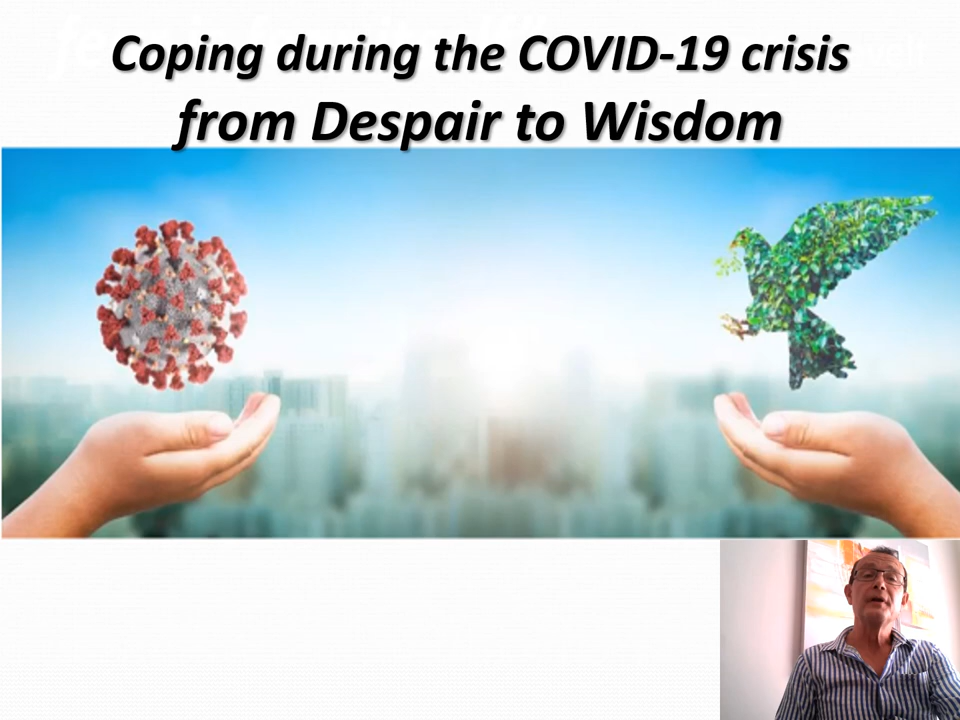 Coping during the COVID-19 crisis
from Despair to Wisdom